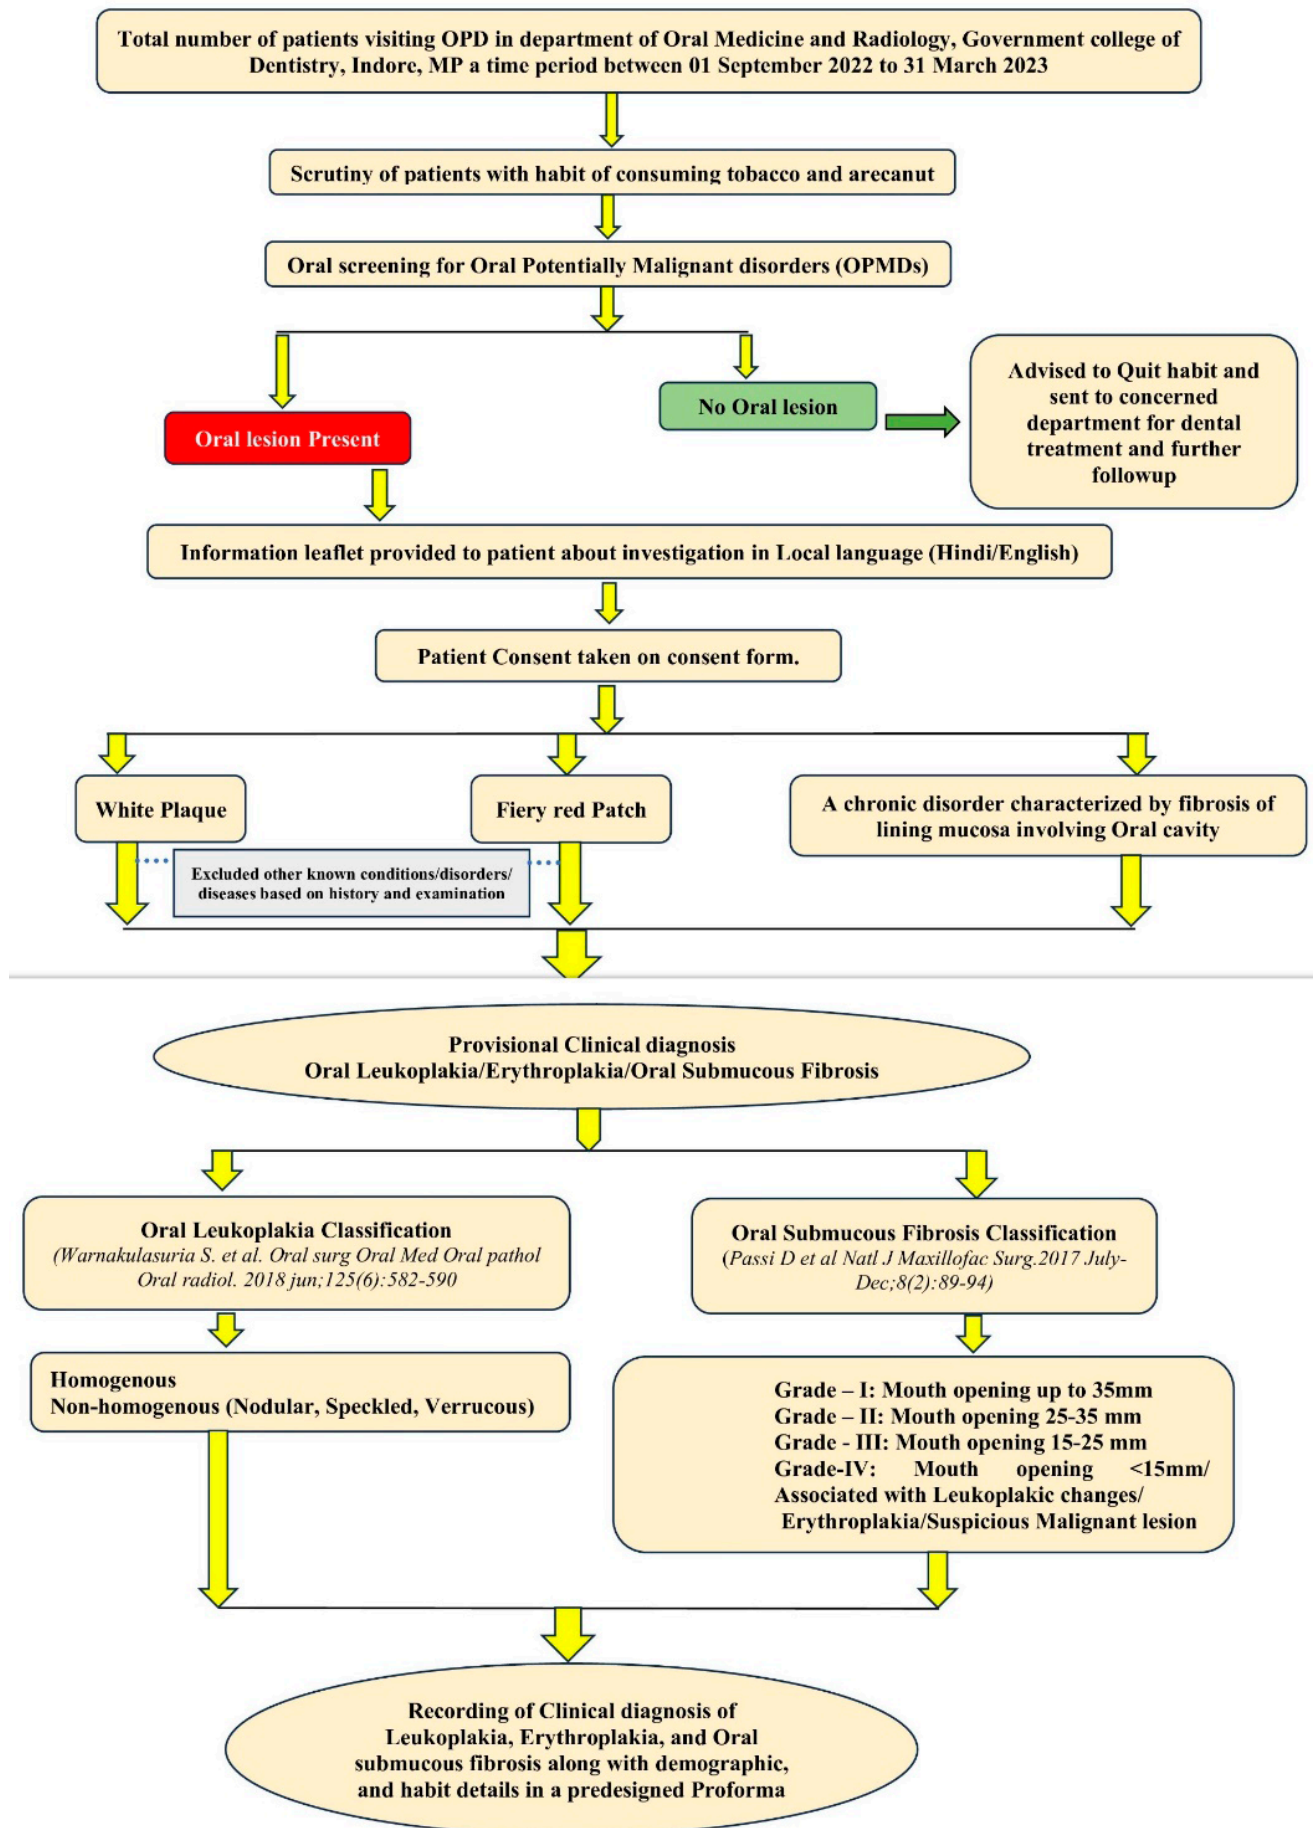 Total number of patients visiting OPD in department of Oral Medicine and Radiology, Government college of
Dentistry, Indore, MP a time period between 01 September 2022 to 31 March 2023
Scrutiny of patients with habit of consuming tobacco and arecanut
Oral screening for Oral Potentially Malignant disorders (OPMDs)
Oral lesion Present
No Oral lesion
Advised to Quit habit and
sent to concerned
department for dental
treatment and further
followup
Information leaflet provided to patient about investigation in Local language (Hindi/English)
Patient Consent taken on consent form.
White Plaque
Fiery red Patch
A chronic disorder characterized by fibrosis of
lining mucosa involving Oral cavity
Excluded other known conditions/disorders/
diseases based on history and examination
Provisional Clinical diagnosis
Oral Leukoplakia/Erythroplakia/Oral Submucous Fibrosis
Oral Leukoplakia Classification
(Warnakulasuria S. et al. Oral surg Oral Med Oral pathol
Oral radiol. 2018 jun;125(6):582-590
Oral Submucous Fibrosis Classification
(Passi D et al Natl J Maxillofac Surg.2017 July-
Dec;8(2):89-94)
Homogenous
Non-homogenous (Nodular, Speckled, Verrucous)
Grade – I: Mouth opening up to 35mm
Grade – II: Mouth opening 25-35 mm
Grade - III: Mouth opening 15-25 mm
Grade-IV: Mouth opening <15mm/
Associated with Leukoplakic changes/
Erythroplakia/Suspicious Malignant lesion
Recording of Clinical diagnosis of
Leukoplakia, Erythroplakia, and Oral
submucous fibrosis along with demographic,
and habit details in a predesigned Proforma